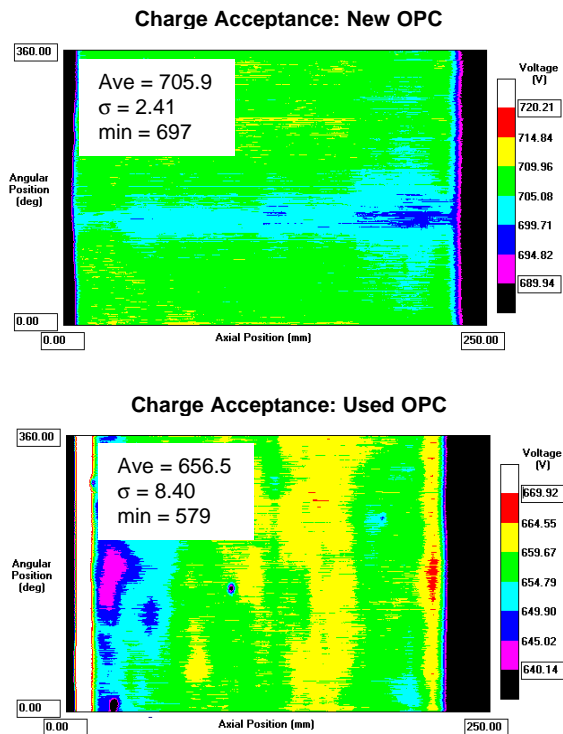 Charge Acceptance: New OPC
360.00
Ave = 705.9
σ = 2.41
min = 697
Angular
Position
(deg)
0.00
0.00
Axial Position (mm)
250.00
Voltage
(V)
720.21
714.84
709.96
705.08
699.71
694.82
689.94
Charge Acceptance: Used OPC
360.00
Ave = 656.5
σ = 8.40
min = 579
Angular
Position
(deg)
0.00
0.00
Axial Position (mm)
250.00
Voltage
(V)
669.92
664.55
659.67
654.79
649.90
645.02
640.14